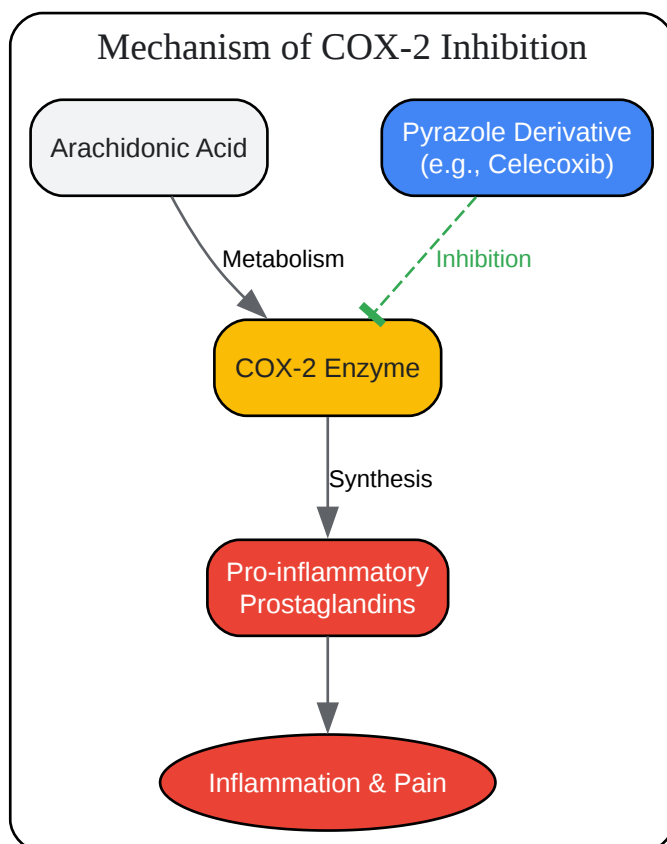 Mechanism of COX-2 Inhibition
Arachidonic Acid
Pyrazole Derivative
(e.g., Celecoxib)
Metabolism
Inhibition
COX-2 Enzyme
Synthesis
Pro-inflammatory
Prostaglandins
Inflammation & Pain